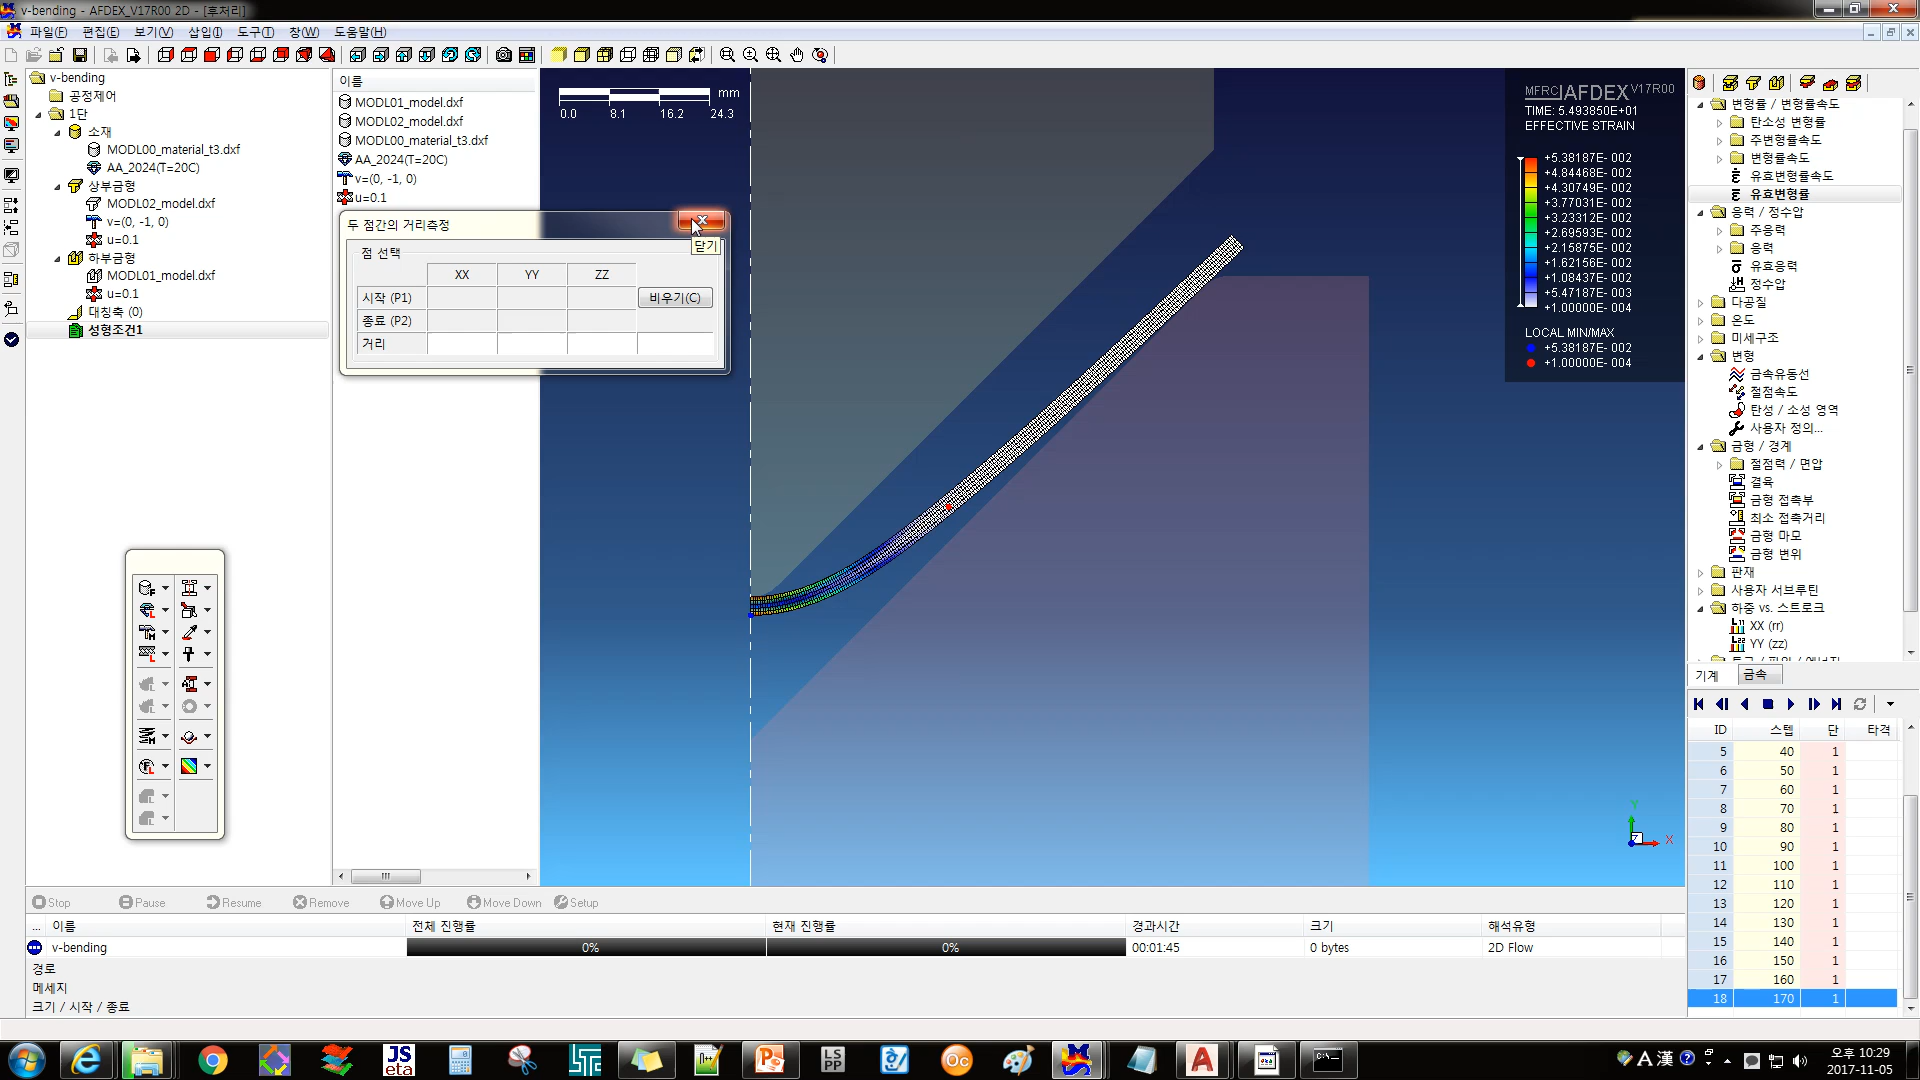 v-bending - AFDEX_V17R00 2D - [후처리]
파일(F) 편집(E) 보기(V) 삽입(I) 도구(T) 창(W) 도움말(H)
v-bending
공정제어
1단
소재
MODL00_material_t3.dxf
AA_2024(T=20C)
상부금형
MODL02_model.dxf
v=(0, -1, 0)
u=0.1
하부금형
MODL01_model.dxf
u=0.1
대칭축 (0)
성형조건1
이름
MODL01_model.dxf
MODL02_model.dxf
MODL00_material_t3.dxf
AA_2024(T=20C)
v=(0, -1, 0)
u=0.1
두 점간의 거리측정
닫기
점 선택
XX YY ZZ
시작 (P1) 비우기(C)
종료 (P2)
거리
mm
0.0 8.1 16.2 24.3
MFRC AFDEX V17R00
TIME: 5.493850E+01
EFFECTIVE STRAIN
+5.38187E- 002
+4.84468E- 002
+4.30749E- 002
+3.77031E- 002
+3.23312E- 002
+2.69593E- 002
+2.15875E- 002
+1.62156E- 002
+1.08437E- 002
+5.47187E- 003
+1.00000E- 004
LOCAL MIN/MAX
+5.38187E- 002
+1.00000E- 004
Y
Z
X
변형률 / 변형률속도
탄소성 변형률
주변형률속도
변형률속도
유효변형률속도
유효변형률
응력 / 정수압
주응력
응력
유효응력
정수압
다공질
온도
미세구조
변형
금속유동선
절점속도
탄성 / 소성 영역
사용자 정의...
금형 / 경계
절점력 / 면압
결육
금형 접촉부
최소 접촉거리
금형 마모
금형 변위
판재
사용자 서브루틴
하중 vs. 스트로크
XX (rr)
YY (zz)
기계 금속
ID 스텝 단 타격
5 40 1
6 50 1
7 60 1
8 70 1
9 80 1
10 90 1
11 100 1
12 110 1
13 120 1
14 130 1
15 140 1
16 150 1
17 160 1
18 170 1
Stop Pause Resume Remove Move Up Move Down Setup
... 이름 전체 진행률 현재 진행률 경과시간 크기 해석유형
v-bending 0% 0% 00:01:45 0 bytes 2D Flow
경로
메세지
크기 / 시작 / 종료
JS eta
LS PP
Oc
A 漢
오후 10:29
2017-11-05